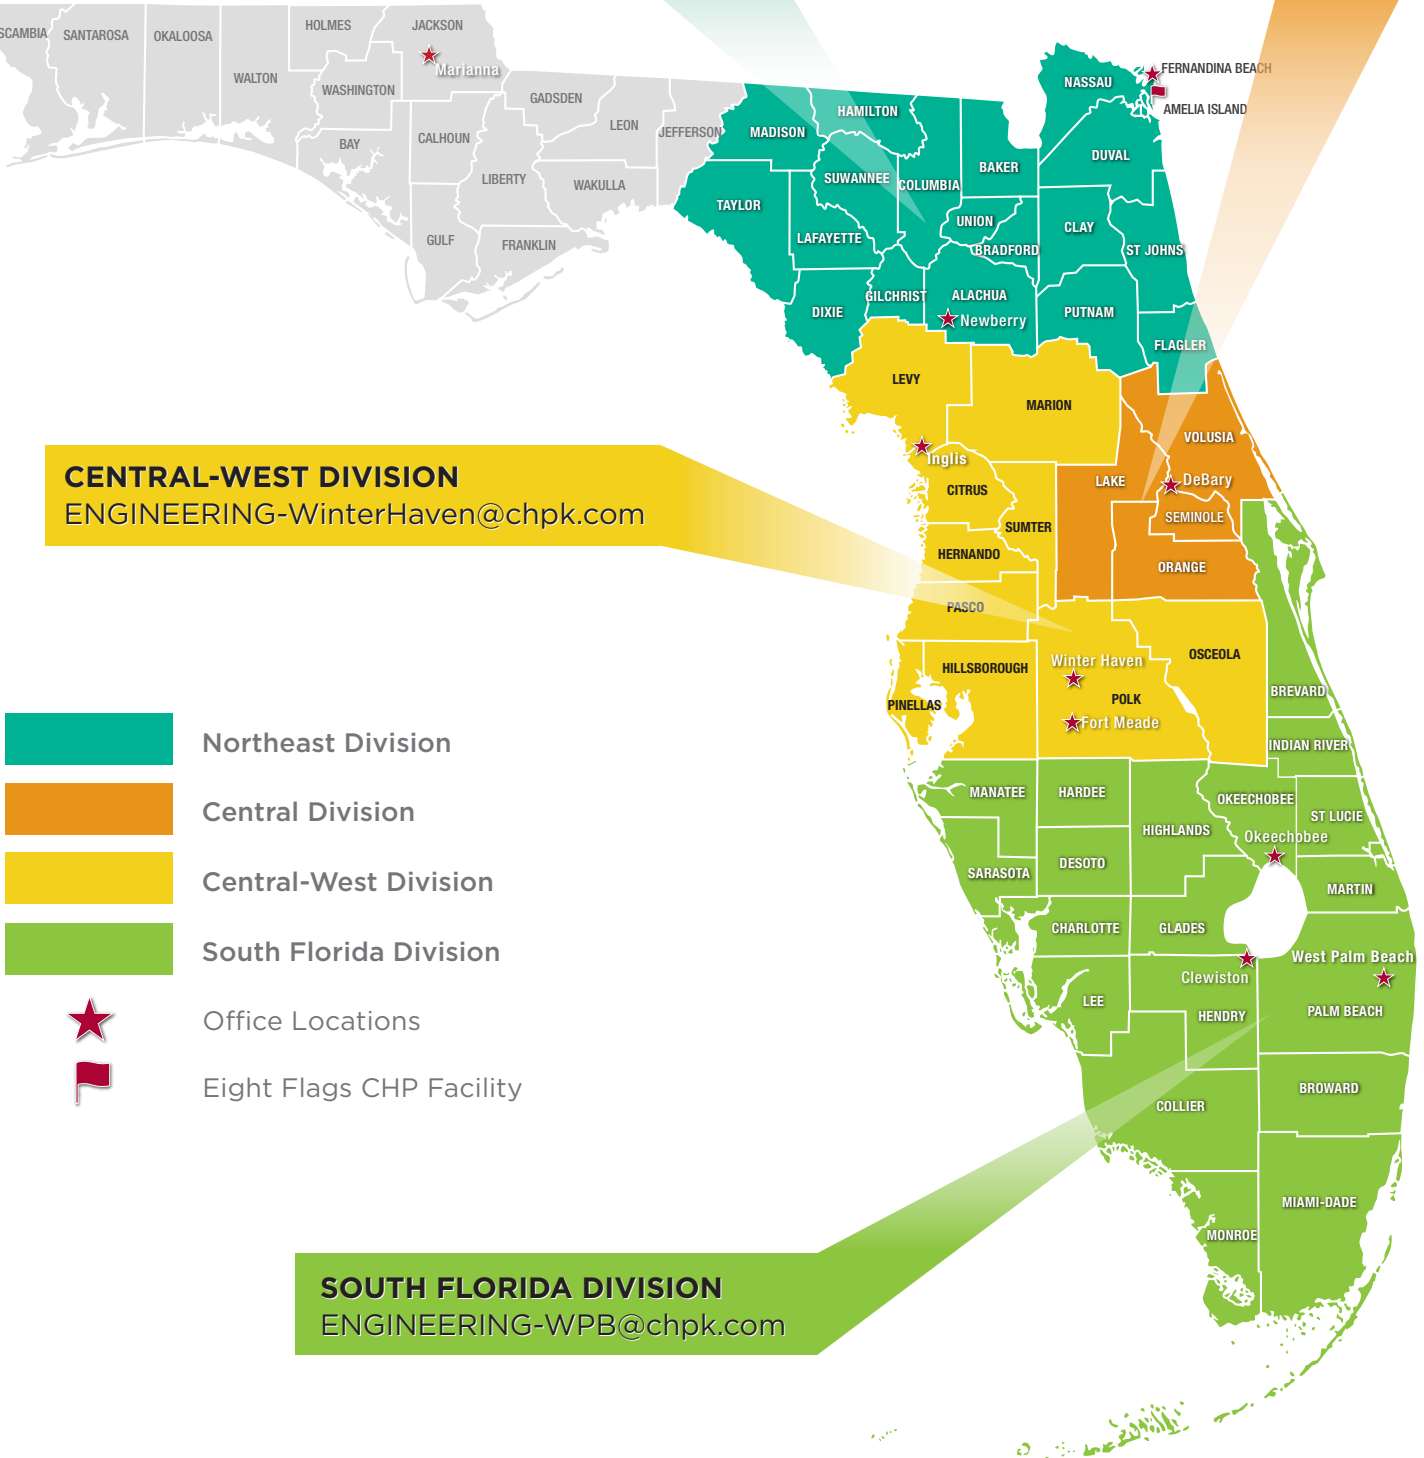 HOLMES
JACKSON
SCAMBIA
SANTAROSA
OKALOOSA
Marianna
WALTON
WASHINGTON
GADSDEN
LEON
JEFFERSON
CALHOUN
BAY
LIBERTY
WAKULLA
GULF
FRANKLIN
FERNANDINA BEACH
NASSAU
AMELIA ISLAND
HAMILTON
MADISON
DUVAL
BAKER
SUWANNEE
COLUMBIA
TAYLOR
UNION
CLAY
LAFAYETTE
BRADFORD
ST JOHNS
GILCHRIST
ALACHUA
DIXIE
PUTNAM
Newberry
FLAGLER
LEVY
MARION
VOLUSIA
Inglis
LAKE
DeBary
CITRUS
SEMINOLE
SUMTER
HERNANDO
ORANGE
PASCO
CENTRAL-WEST DIVISION
ENGINEERING-WinterHaven@chpk.com
OSCEOLA
Winter Haven
HILLSBOROUGH
POLK
PINELLAS
Fort Meade
BREVARD
INDIAN RIVER
MANATEE
HARDEE
OKEECHOBEE
ST LUCIE
HIGHLANDS
Okeechobee
DESOTO
SARASOTA
MARTIN
CHARLOTTE
GLADES
West Palm Beach
Clewiston
LEE
HENDRY
PALM BEACH
BROWARD
COLLIER
MIAMI-DADE
MONROE
Northeast Division
Central Division
Central-West Division
South Florida Division
Office Locations
Eight Flags CHP Facility
SOUTH FLORIDA DIVISION
ENGINEERING-WPB@chpk.com